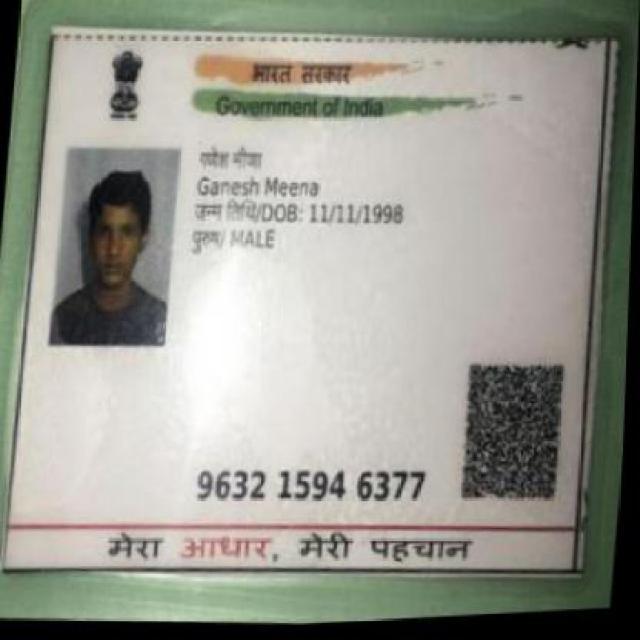 भारत सरकार
Government of India
गणेश मीणा
Ganesh Meena
जन्म तिथि/DOB: 11/11/1998
पुरुष/ MALE
9632 1594 6377
मेरा आधार, मेरी पहचान